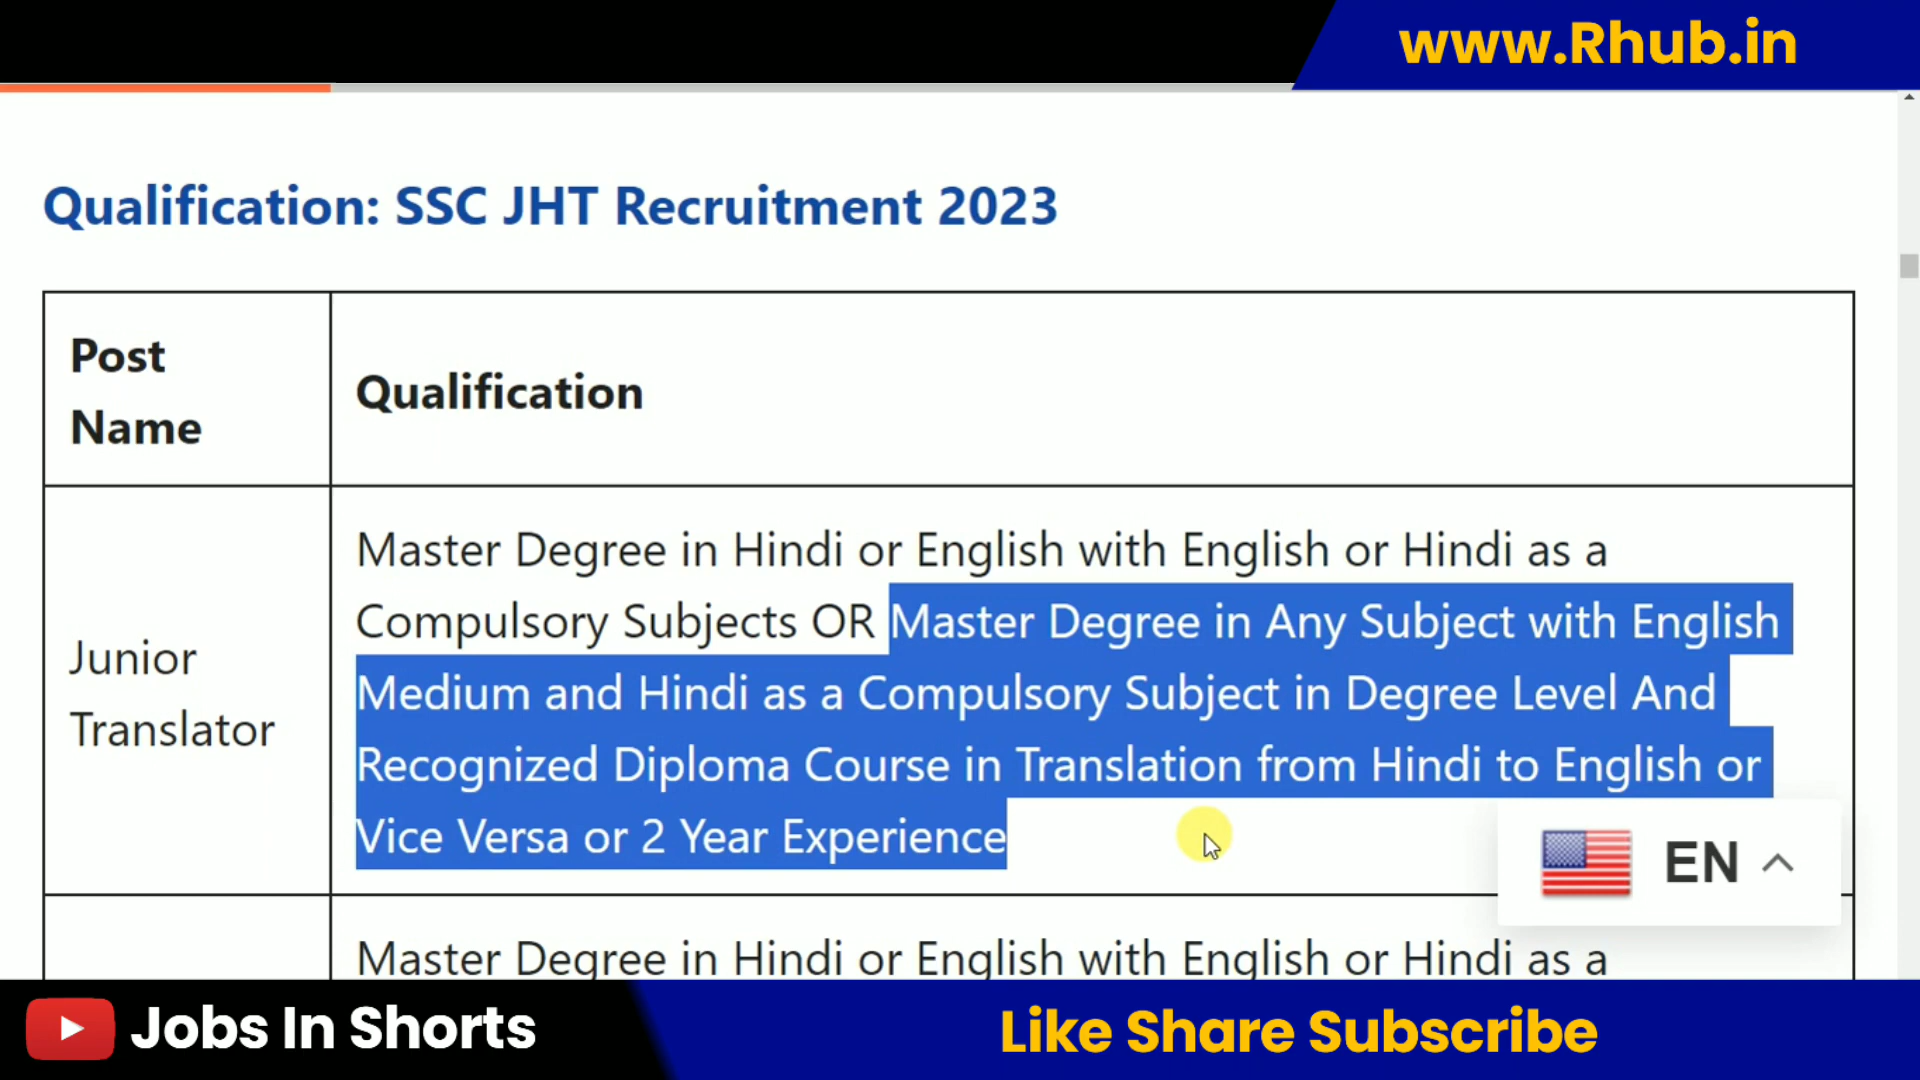 www.Rhub.in
Qualification: SSC JHT Recruitment 2023
Post
Name
Qualification
Junior
Translator
Master Degree in Hindi or English with English or Hindi as a
Compulsory Subjects OR Master Degree in Any Subject with English
Medium and Hindi as a Compulsory Subject in Degree Level And
Recognized Diploma Course in Translation from Hindi to English or
Vice Versa or 2 Year Experience
EN
Master Degree in Hindi or English with English or Hindi as a
Jobs In Shorts
Like Share Subscribe